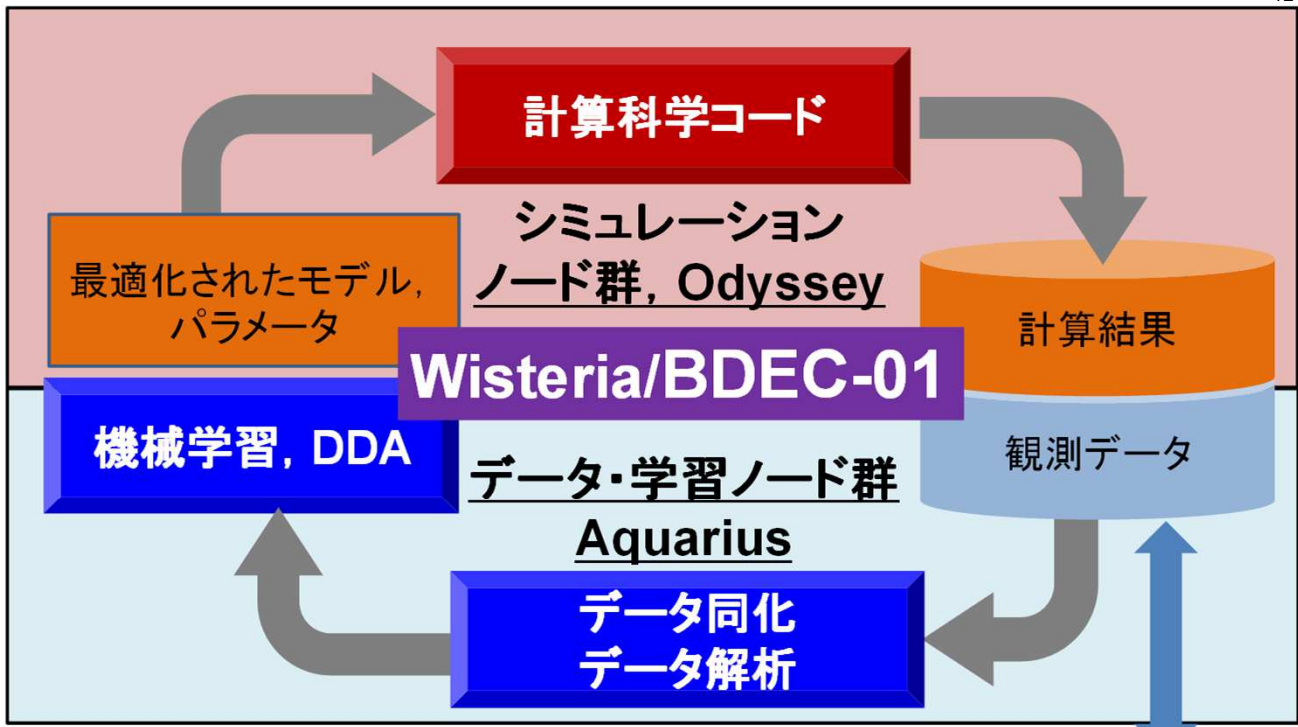 計算科学コード
シミュレーション
ノード群, Odyssey
最適化されたモデル,
パラメータ
計算結果
Wisteria/BDEC-01
機械学習, DDA
観測データ
データ・学習ノード群
Aquarius
データ同化
データ解析